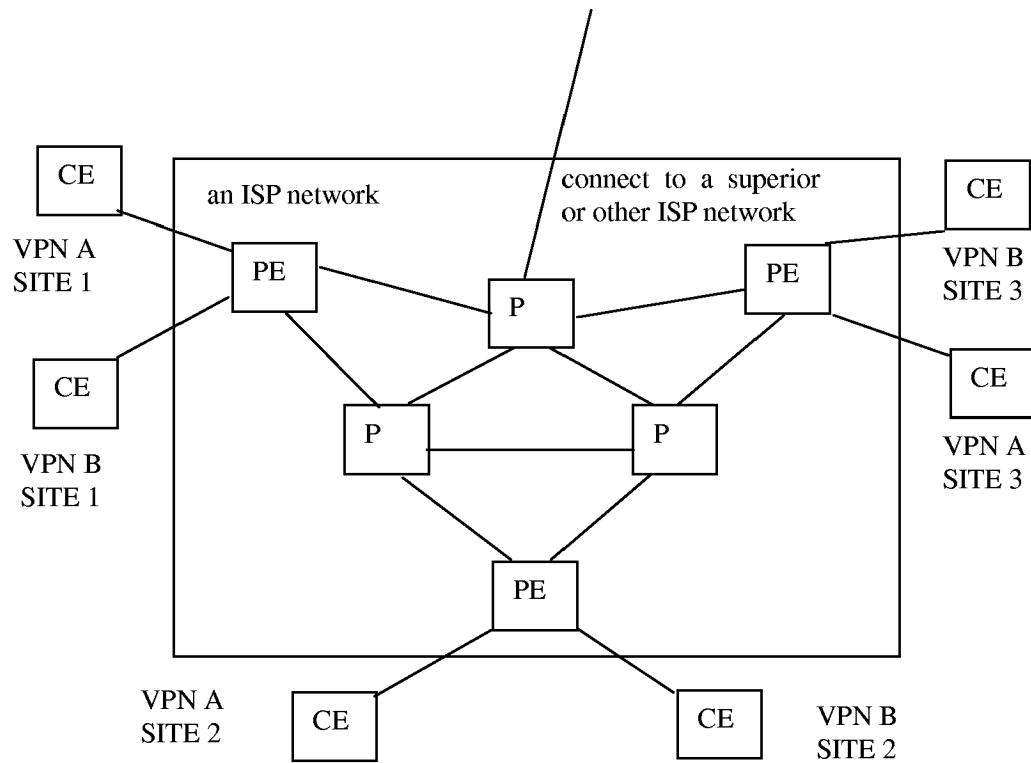 CE
VPN A
SITE 1
an ISP network
connect to a superior
or other ISP network
CE
VPN B
SITE 3
PE
P
PE
CE
VPN B
SITE 1
P
P
CE
VPN A
SITE 3
PE
VPN A
SITE 2
CE
CE
VPN B
SITE 2